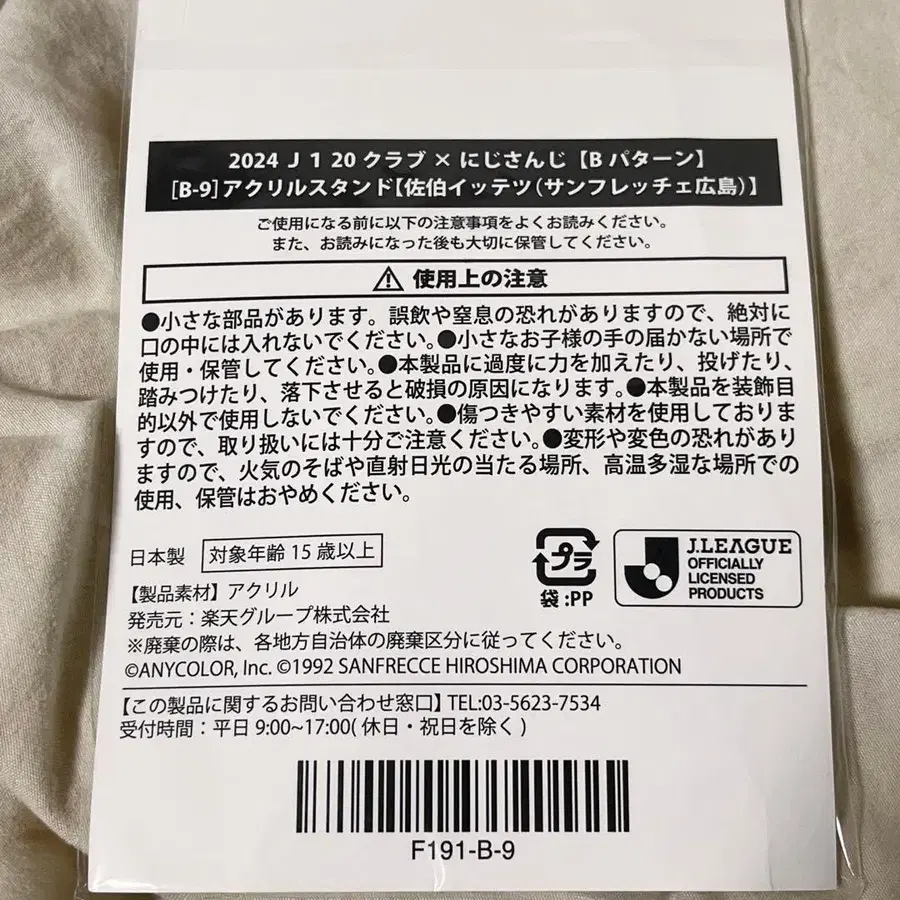 2024 J 1 20 クラブ × にじさんじ【B パターン】
[B-9]アクリルスタンド【佐伯イッテツ(サンフレッチェ広島)】
ご使用になる前に以下の注意事項をよくお読みください。
また、お読みになった後も大切に保管してください。
使用上の注意
●小さな部品があります。誤飲や窒息の恐れがありますので、絶対に
口の中には入れないでください。●小さなお子様の手の届かない場所で
使用・保管してください。●本製品に過度に力を加えたり、投げたり、
踏みつけたり、落下させると破損の原因になります。●本製品を装飾目
的以外で使用しないでください。●傷つきやすい素材を使用しておりま
すので、取り扱いには十分ご注意ください。●変形や変色の恐れがあり
ますので、火気のそばや直射日光の当たる場所、高温多湿な場所での
使用、保管はおやめください。
日本製 対象年齢 15 歳以上
プラ
袋:PP
J.LEAGUE
OFFICIALLY
LICENSED
PRODUCTS
【製品素材】アクリル
発売元:楽天グループ株式会社
※廃棄の際は、各地方自治体の廃棄区分に従ってください。
©ANYCOLOR, Inc. ©1992 SANFRECCE HIROSHIMA CORPORATION
【この製品に関するお問い合わせ窓口】TEL:03-5623-7534
受付時間:平日 9:00~17:00( 休日・祝日を除く )
F191-B-9